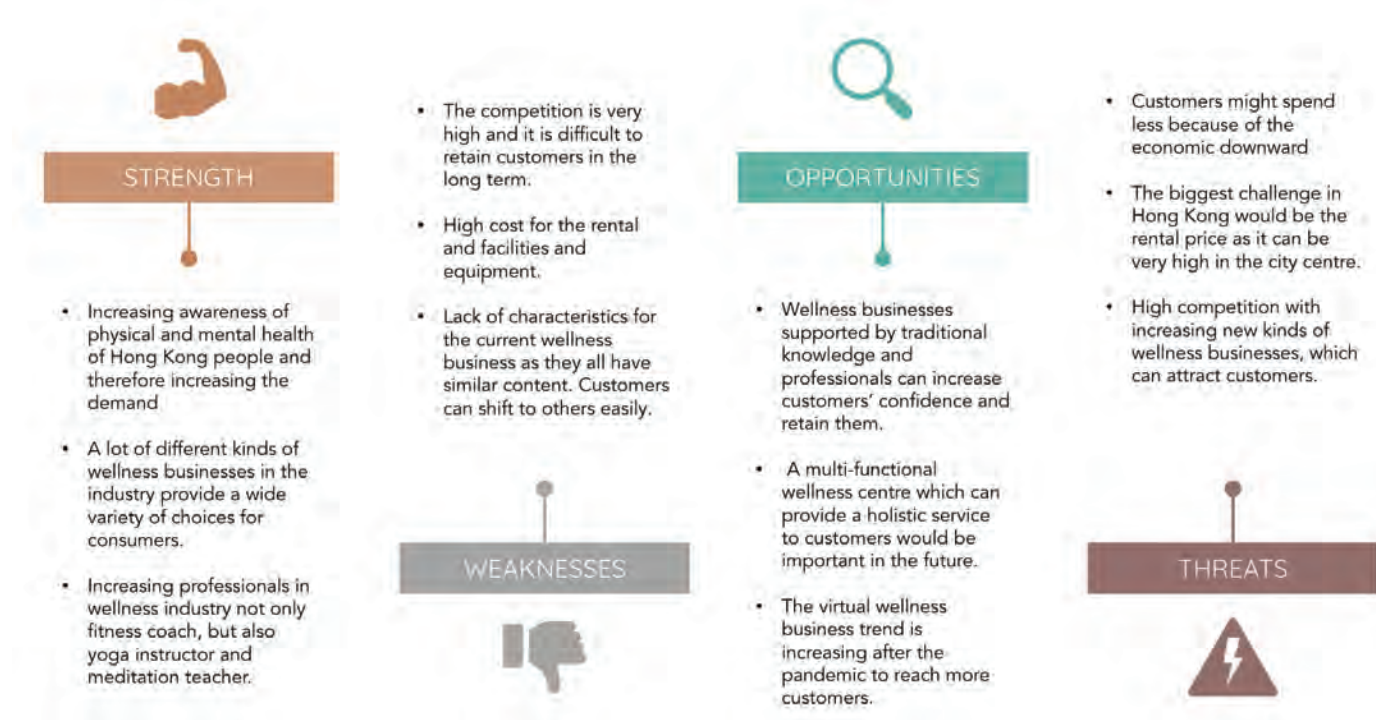 STRENGTH
• Increasing awareness of
physical and mental health
of Hong Kong people and
therefore increasing the
demand
• A lot of different kinds of
wellness businesses in the
industry provide a wide
variety of choices for
consumers.
• Increasing professionals in
wellness industry not only
fitness coach, but also
yoga instructor and
meditation teacher.
• The competition is very
high and it is difficult to
retain customers in the
long term.
• High cost for the rental
and facilities and
equipment.
• Lack of characteristics for
the current wellness
business as they all have
similar content. Customers
can shift to others easily.
WEAKNESSES
OPPORTUNITIES
• Wellness businesses
supported by traditional
knowledge and
professionals can increase
customers' confidence and
retain them.
• A multi-functional
wellness centre which can
provide a holistic service
to customers would be
important in the future.
• The virtual wellness
business trend is
increasing after the
pandemic to reach more
customers.
• Customers might spend
less because of the
economic downward
• The biggest challenge in
Hong Kong would be the
rental price as it can be
very high in the city centre.
• High competition with
increasing new kinds of
wellness businesses, which
can attract customers.
THREATS